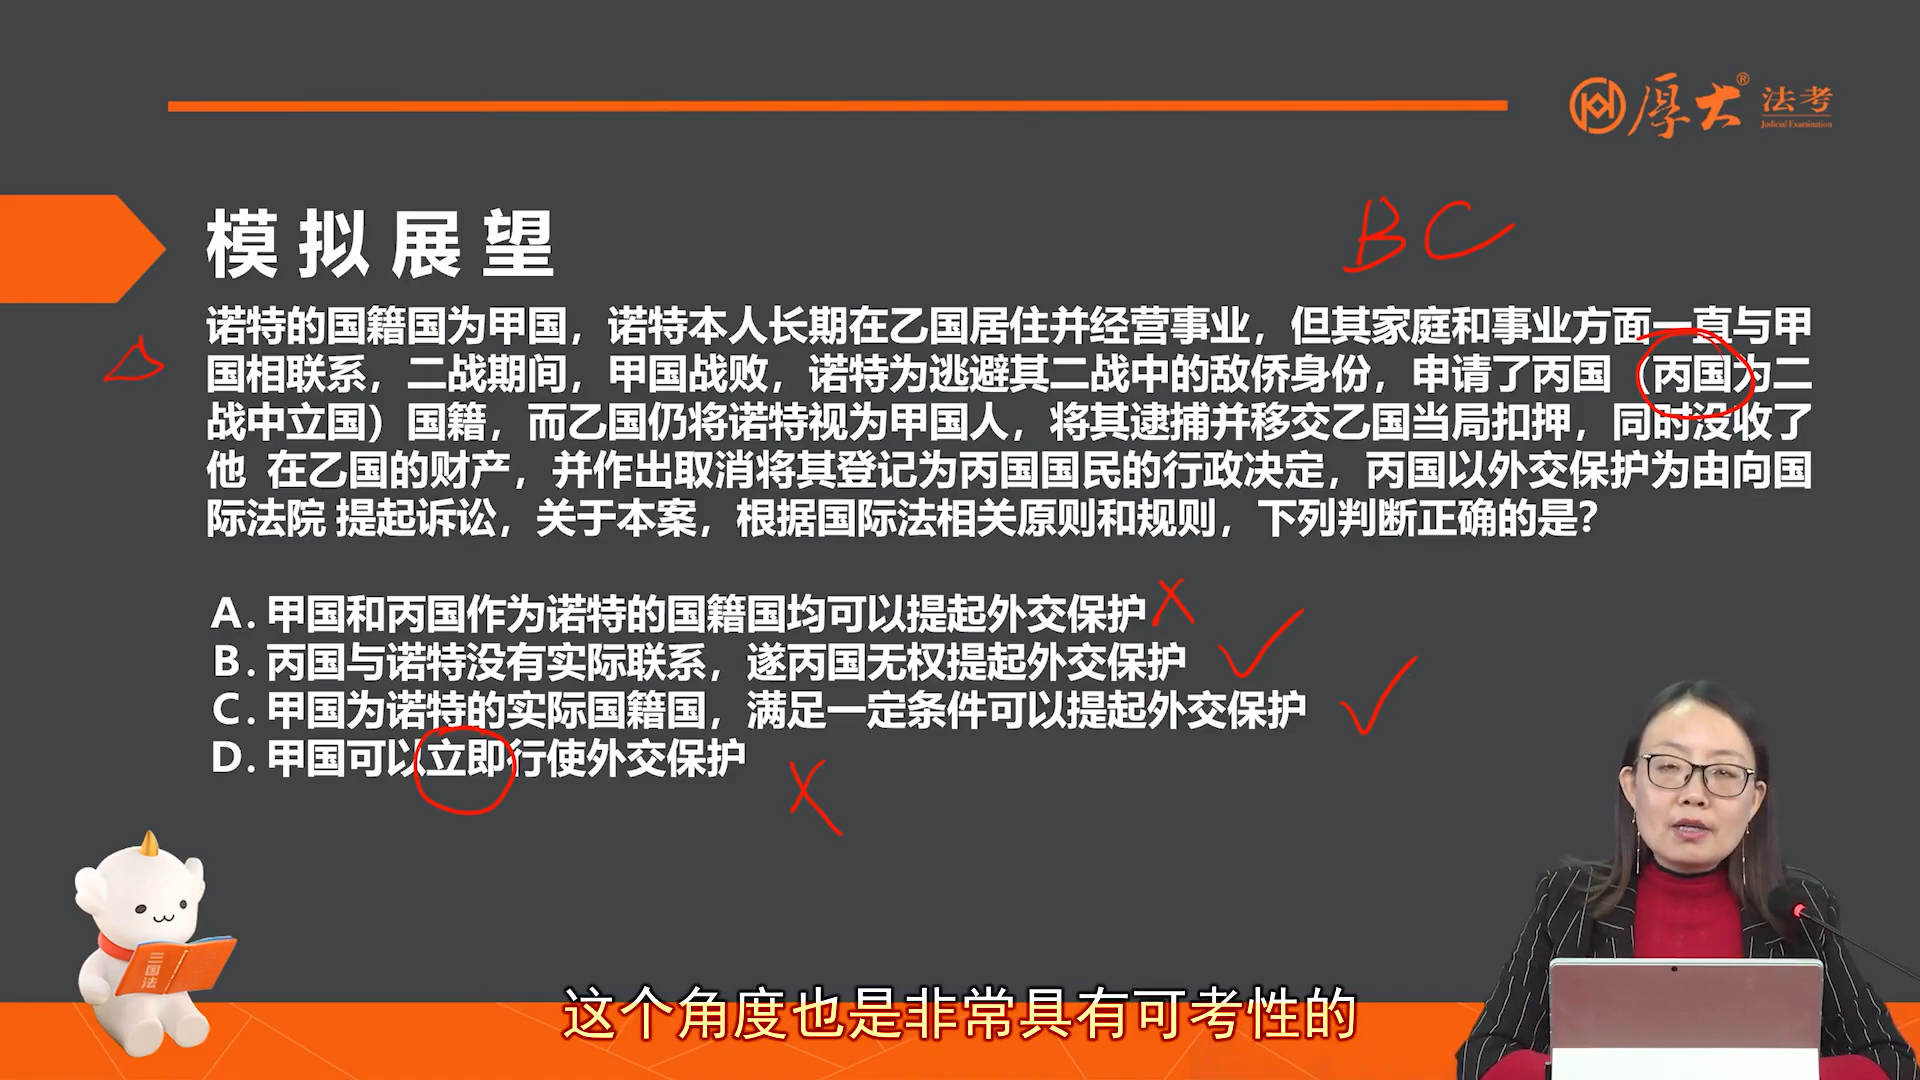 厚大®法考
Judicial Examination
模拟展望
BC
诺特的国籍国为甲国，诺特本人长期在乙国居住并经营事业，但其家庭和事业方面一直与甲
国相联系，二战期间，甲国战败，诺特为逃避其二战中的敌侨身份，申请了丙国（丙国为二
战中立国）国籍，而乙国仍将诺特视为甲国人，将其逮捕并移交乙国当局扣押，同时没收了
他 在乙国的财产，并作出取消将其登记为丙国国民的行政决定，丙国以外交保护为由向国
际法院 提起诉讼，关于本案，根据国际法相关原则和规则，下列判断正确的是？
A. 甲国和丙国作为诺特的国籍国均可以提起外交保护
B. 丙国与诺特没有实际联系，遂丙国无权提起外交保护
C. 甲国为诺特的实际国籍国，满足一定条件可以提起外交保护
D. 甲国可以立即行使外交保护
三国法
这个角度也是非常具有可考性的